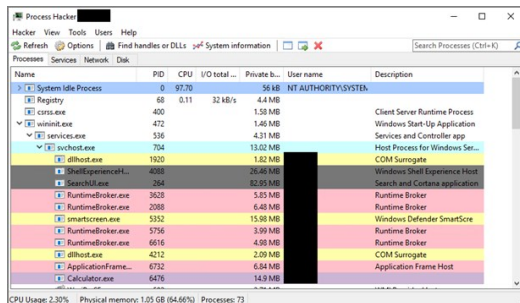 Process Hacker
Hacker View Tools Users Help
Refresh Options Find handles or DLLs System information Search Processes (Ctrl+K)
Processes Services Network Disk
Name PID CPU I/O total ... Private b... User name Description
System Idle Process 0 97.70 56 kB NT AUTHORITY\SYSTEM
Registry 68 0.11 32 kB/s 4.4 MB
csrss.exe 400 1.58 MB Client Server Runtime Process
wininit.exe 472 1.46 MB Windows Start-Up Application
services.exe 536 4.31 MB Services and Controller app
svchost.exe 704 13.02 MB Host Process for Windows Ser...
dllhost.exe 1920 1.82 MB COM Surrogate
ShellExperienceH... 4088 26.46 MB Windows Shell Experience Host
SearchUI.exe 264 82.95 MB Search and Cortana application
RuntimeBroker.exe 3628 5.85 MB Runtime Broker
RuntimeBroker.exe 2088 6.48 MB Runtime Broker
smartscreen.exe 5352 15.98 MB Windows Defender SmartScre
RuntimeBroker.exe 5756 3.99 MB Runtime Broker
RuntimeBroker.exe 6616 4.98 MB Runtime Broker
dllhost.exe 4212 2.09 MB COM Surrogate
ApplicationFrame... 6732 6.84 MB Application Frame Host
Calculator.exe 6476 14.9 MB
CPU Usage: 2.30% Physical memory: 1.05 GB (64.66%) Processes: 73